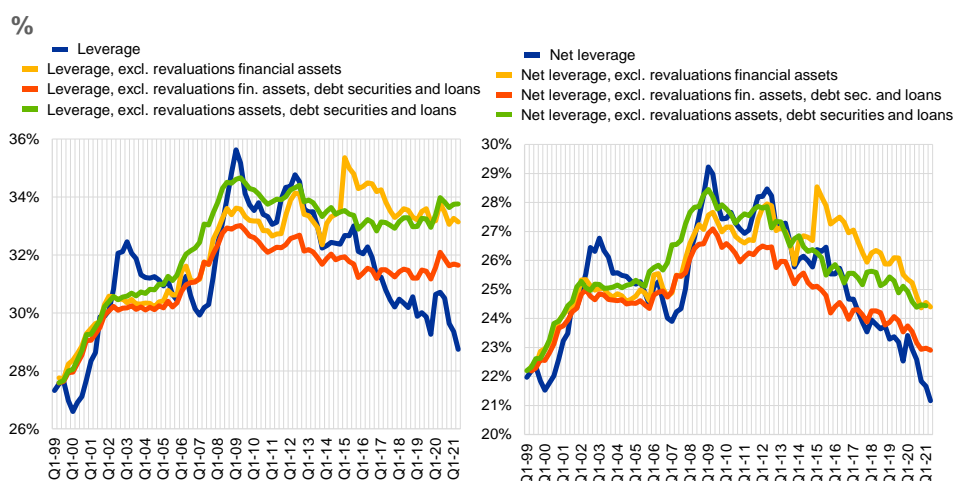 %
Leverage
Leverage, excl. revaluations financial assets
Leverage, excl. revaluations fin. assets, debt securities and loans
Leverage, excl. revaluations assets, debt securities and loans
36%
34%
32%
30%
28%
26%
Q1-99
Q1-00
Q1-01
Q1-02
Q1-03
Q1-04
Q1-05
Q1-06
Q1-07
Q1-08
Q1-09
Q1-10
Q1-11
Q1-12
Q1-13
Q1-14
Q1-15
Q1-16
Q1-17
Q1-18
Q1-19
Q1-20
Q1-21
Net leverage
Net leverage, excl. revaluations financial assets
Net leverage, excl. revaluations fin. assets, debt sec. and loans
Net leverage, excl. revaluations assets, debt securities and loans
30%
29%
28%
27%
26%
25%
24%
23%
22%
21%
20%
Q1-99
Q1-00
Q1-01
Q1-02
Q1-03
Q1-04
Q1-05
Q1-06
Q1-07
Q1-08
Q1-09
Q1-10
Q1-11
Q1-12
Q1-13
Q1-14
Q1-15
Q1-16
Q1-17
Q1-18
Q1-19
Q1-20
Q1-21